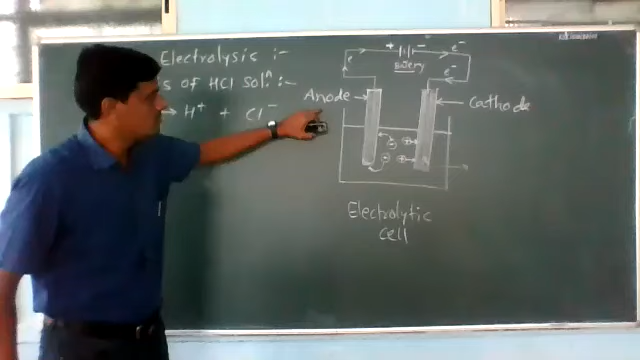 Electrolysis :-
s of HCl solⁿ :-
→ H⁺ + Cl⁻
+ −
e⁻
e⁻
e⁻
Battery
Anode
Cathode
Electrolytic
cell